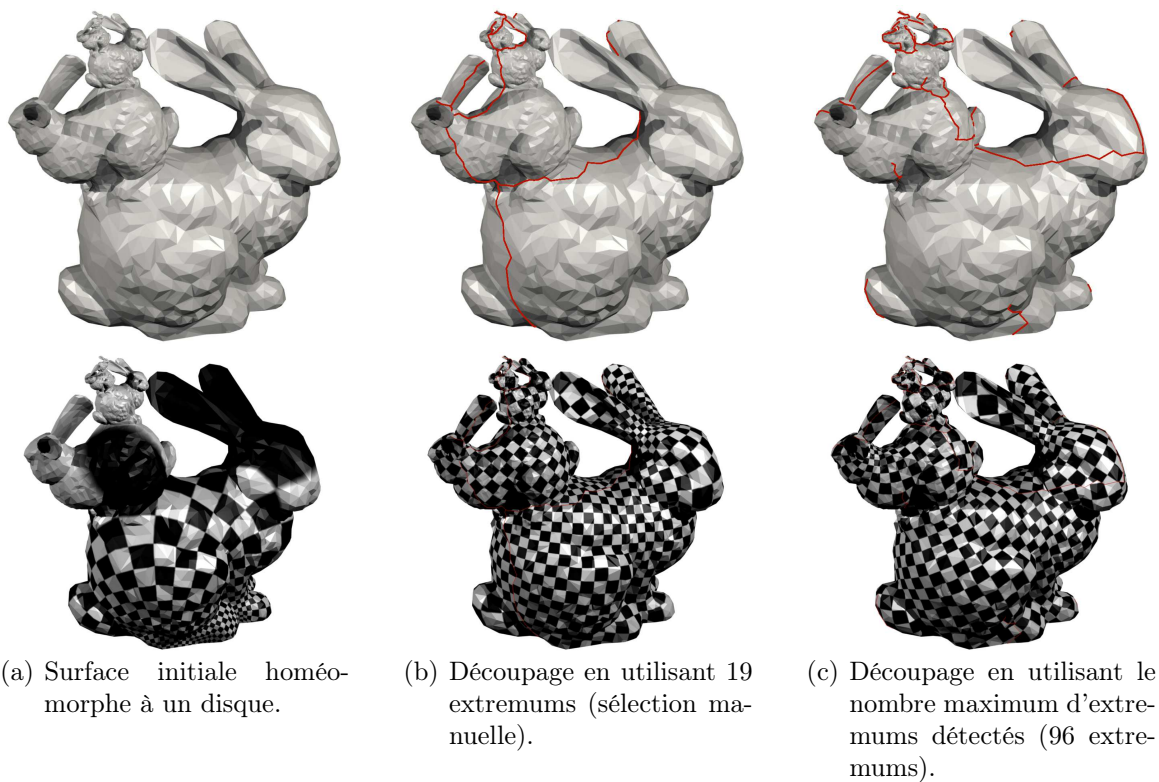 (a) Surface initiale homéo-
morphe à un disque.
(b) Découpage en utilisant 19
extremums (sélection ma-
nuelle).
(c) Découpage en utilisant le
nombre maximum d'extre-
mums détectés (96 extre-
mums).